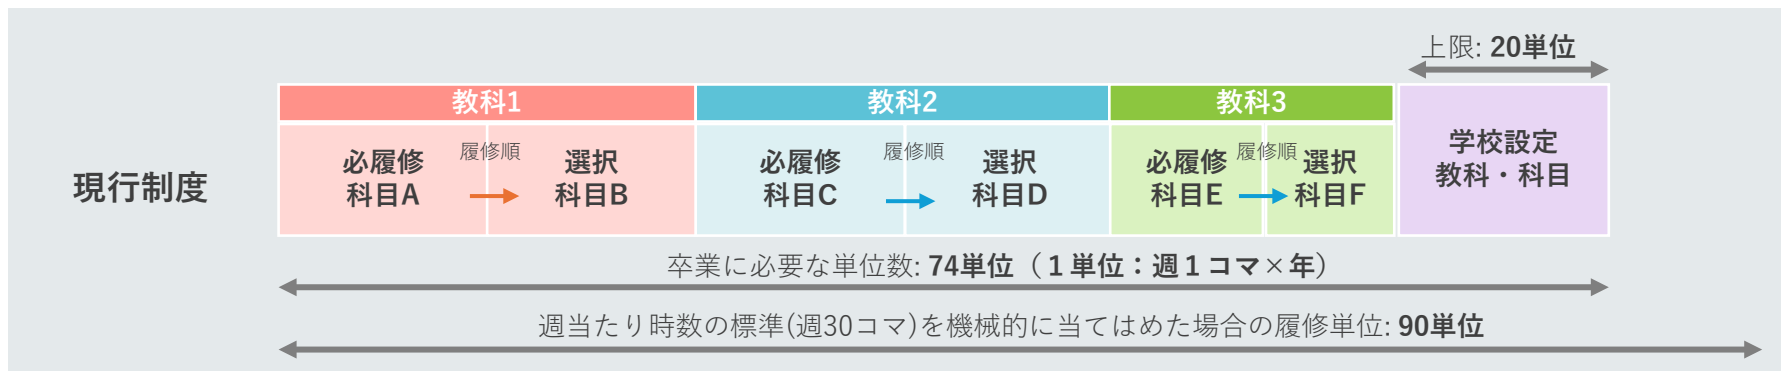 上限: 20単位
教科1
教科2
教科3
学校設定
教科・科目
現行制度
必履修
科目A
履修順
選択
科目B
必履修
科目C
履修順
選択
科目D
必履修
科目E
履修順
選択
科目F
卒業に必要な単位数: 74単位（１単位：週１コマ×年）
週当たり時数の標準(週30コマ)を機械的に当てはめた場合の履修単位: 90単位